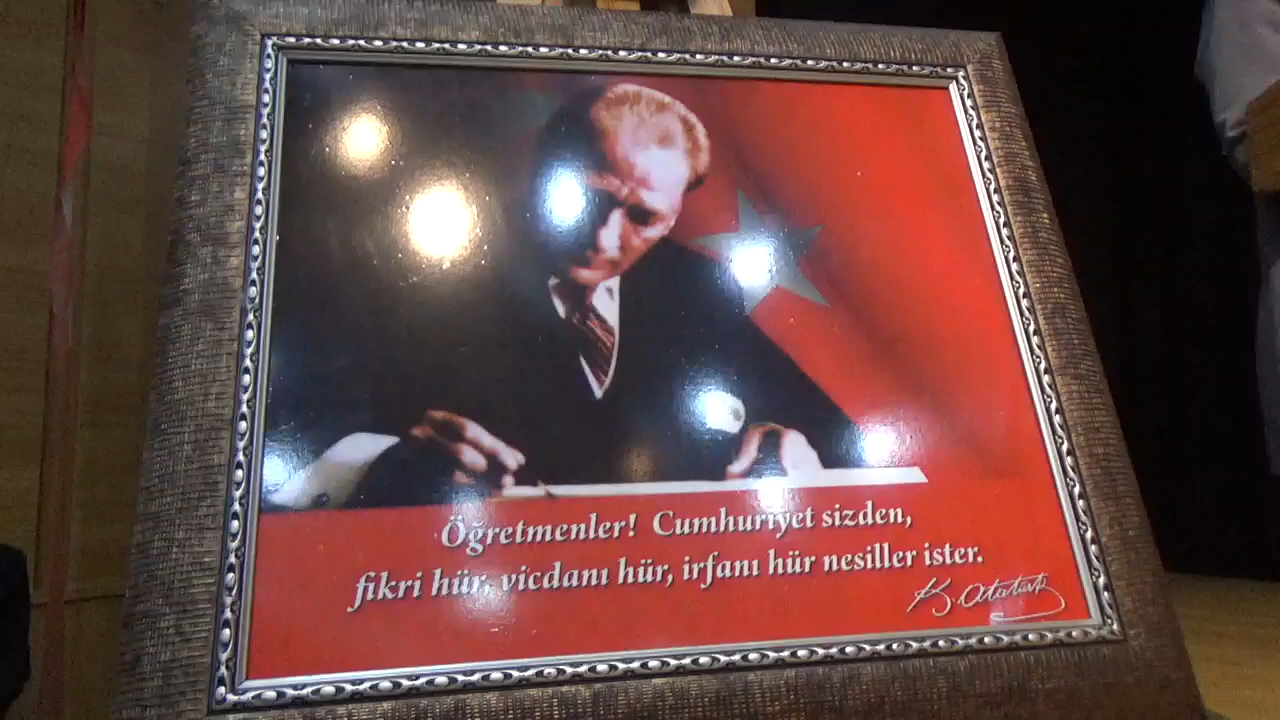 Öğretmenler! Cumhuriyet sizden,
fikri hür, vicdanı hür, irfanı hür nesiller ister.
K. Atatürk